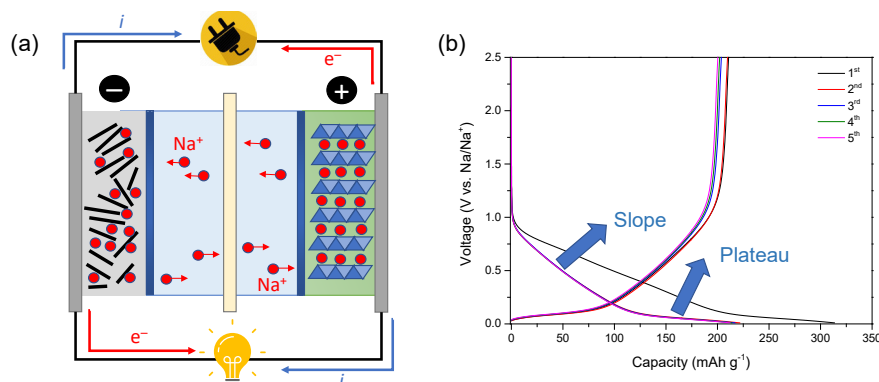 (a)
i
e⁻
−
+
Na⁺
Na⁺
e⁻
i
(b)
Voltage (V vs. Na/Na⁺)
2.5
2.0
1.5
1.0
0.5
0.0
1st
2nd
3rd
4th
5th
Slope
Plateau
0 50 100 150 200 250 300 350
Capacity (mAh g⁻¹)